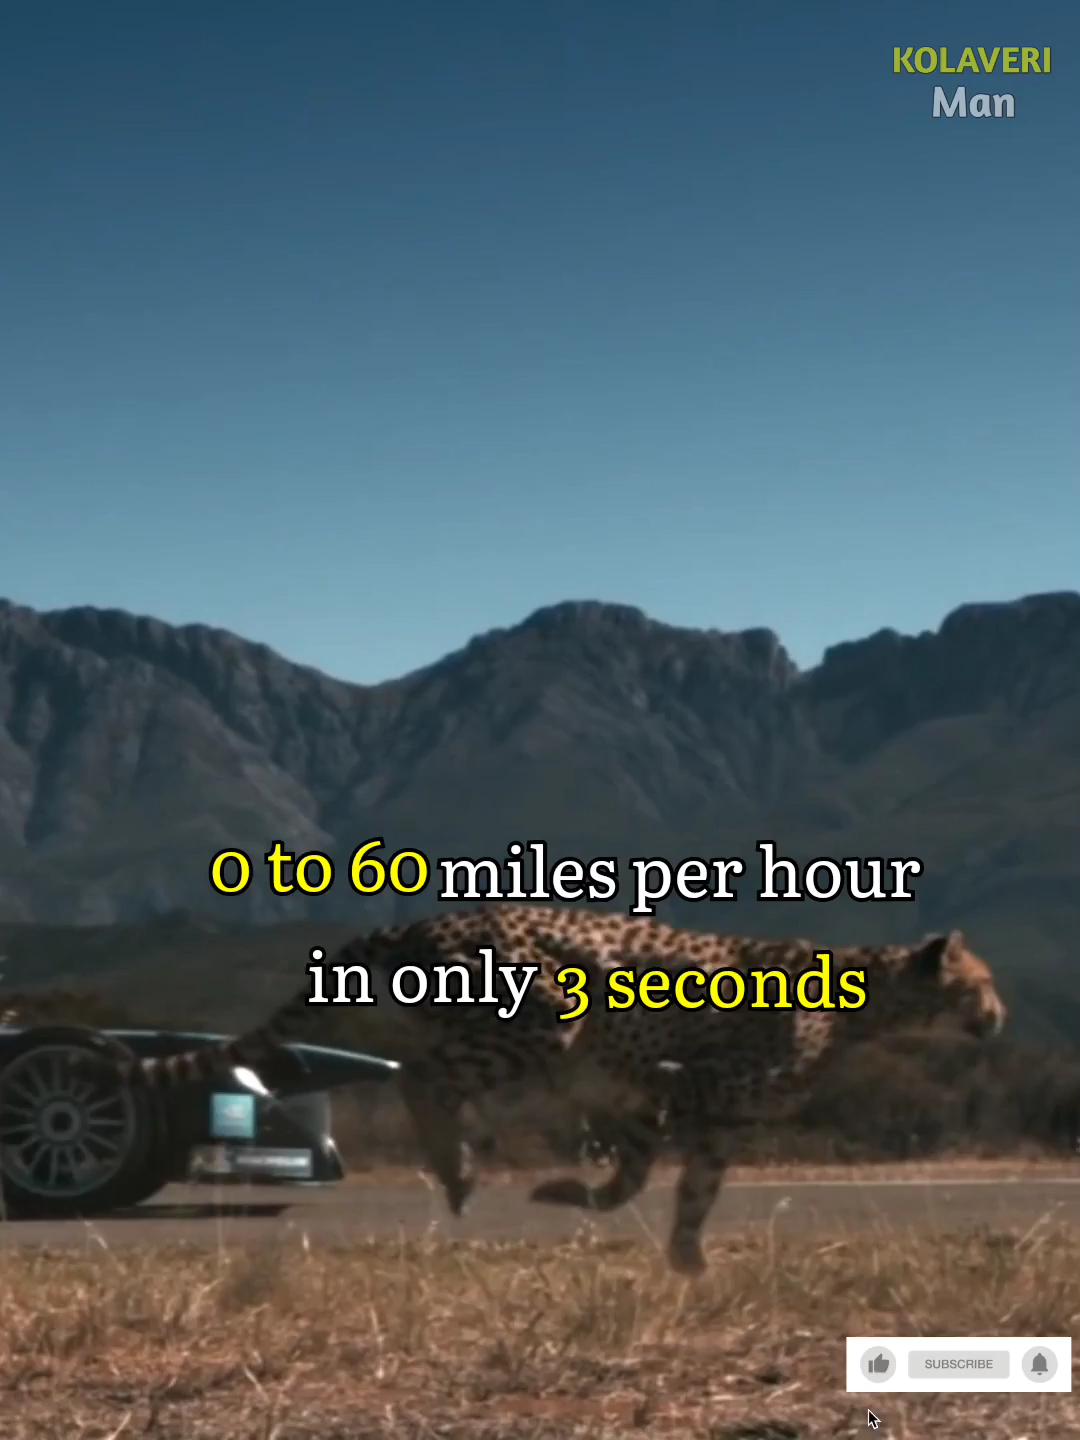 KOLAVERI
Man
0 to 60 miles per hour
in only 3 seconds
SUBSCRIBE